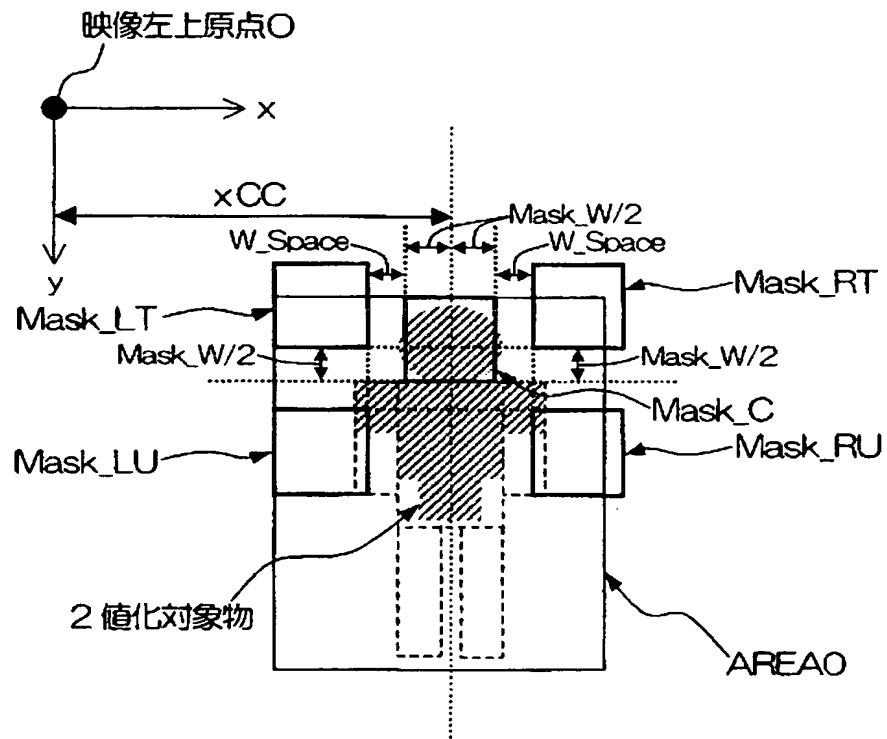 映像左上原点O
x
xCC
Mask_W/2
W_Space
W_Space
y
Mask_RT
Mask_LT
Mask_W/2
Mask_W/2
Mask_C
Mask_LU
Mask_RU
2値化対象物
AREA0